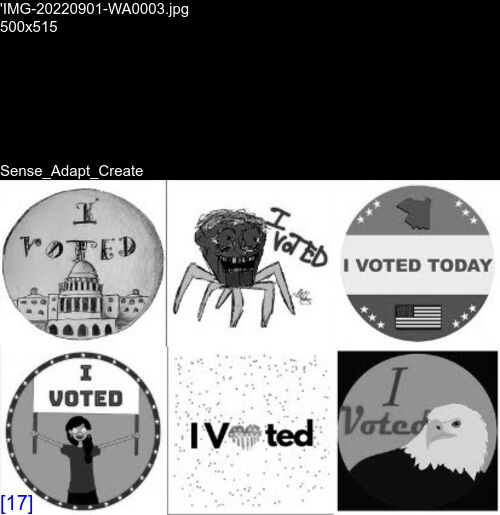 'IMG-20220901-WA0003.jpg
500x515
Sense_Adapt_Create
I
VOTED
I
VOTED
I VOTED TODAY
I
VOTED
I V ted
I
Voted
[17]